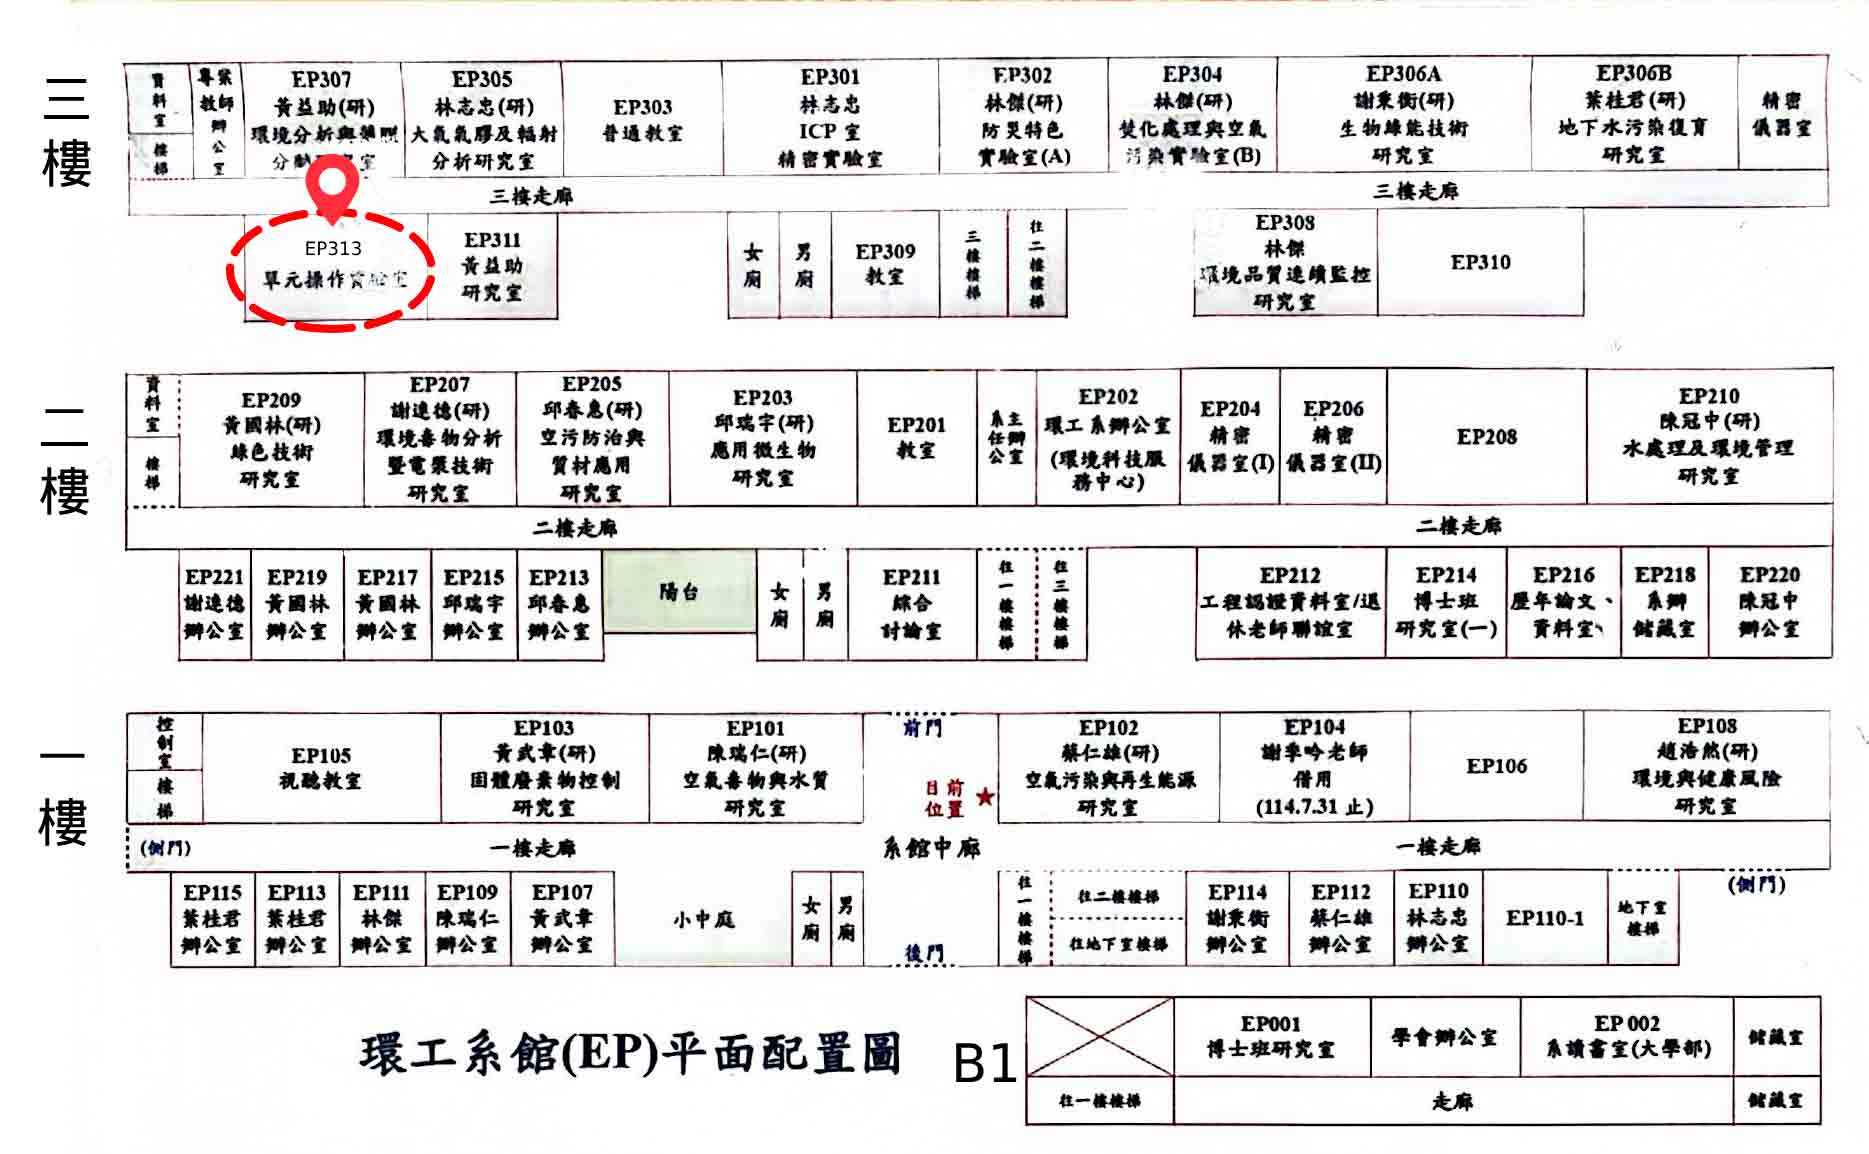 三樓
資料室
樓梯
專案教師辦公室
EP307
黃益助(研)
環境分析與
EP305
林志忠(研)
大氣氣膠及輻射
分析研究室
EP303
普通教室
EP301
林志忠
ICP 室
精密實驗室
EP302
林傑(研)
防災特色
實驗室(A)
EP304
林傑(研)
焚化處理與空氣
污染實驗室(B)
EP306A
謝秉衡(研)
生物綠能技術
研究室
EP306B
葉桂君(研)
地下水污染復育
研究室
精密
儀器室
三樓走廊
三樓走廊
EP313
單元操作實驗室
EP311
黃益助
研究室
女廁
男廁
EP309
教室
三樓樓梯
往二樓樓梯
EP308
林傑
環境品質連續監控
研究室
EP310
二樓
資料室
樓梯
EP209
黃國林(研)
綠色技術
研究室
EP207
謝連德(研)
環境毒物分析
暨電漿技術
研究室
EP205
邱春惠(研)
空污防治與
質材應用
研究室
EP203
邱瑞宇(研)
應用微生物
研究室
EP201
教室
系主任辦公室
EP202
環工系辦公室
(環境科技服
務中心)
EP204
精密
儀器室(I)
EP206
精密
儀器室(II)
EP208
EP210
陳冠中(研)
水處理及環境管理
研究室
二樓走廊
二樓走廊
EP221
謝連德
辦公室
EP219
黃國林
辦公室
EP217
黃國林
辦公室
EP215
邱瑞宇
辦公室
EP213
邱春惠
辦公室
陽台
女廁
男廁
EP211
綜合
討論室
往一樓樓梯
往三樓樓梯
EP212
工程認證資料室/退
休老師聯誼室
EP214
博士班
研究室(一)
EP216
歷年論文、
資料室
EP218
系辦
儲藏室
EP220
陳冠中
辦公室
一樓
控制室
樓梯
EP105
視聽教室
EP103
黃武章(研)
固體廢棄物控制
研究室
EP101
陳瑞仁(研)
空氣毒物與水質
研究室
前門
目前
位置
★
EP102
蔡仁雄(研)
空氣污染與再生能源
研究室
EP104
謝季吟老師
借用
(114.7.31 止)
EP106
EP108
趙浩然(研)
環境與健康風險
研究室
(側門)
一樓走廊
系館中廊
一樓走廊
(側門)
EP115
葉桂君
辦公室
EP113
葉桂君
辦公室
EP111
林傑
辦公室
EP109
陳瑞仁
辦公室
EP107
黃武章
辦公室
小中庭
女廁
男廁
後門
往一樓樓梯
往二樓樓梯
往地下室樓梯
EP114
謝秉衡
辦公室
EP112
蔡仁雄
辦公室
EP110
林志忠
辦公室
EP110-1
地下室
樓梯
環工系館(EP)平面配置圖
B1
EP001
博士班研究室
學會辦公室
EP 002
系讀書室(大學部)
儲藏室
往一樓樓梯
走廊
儲藏室